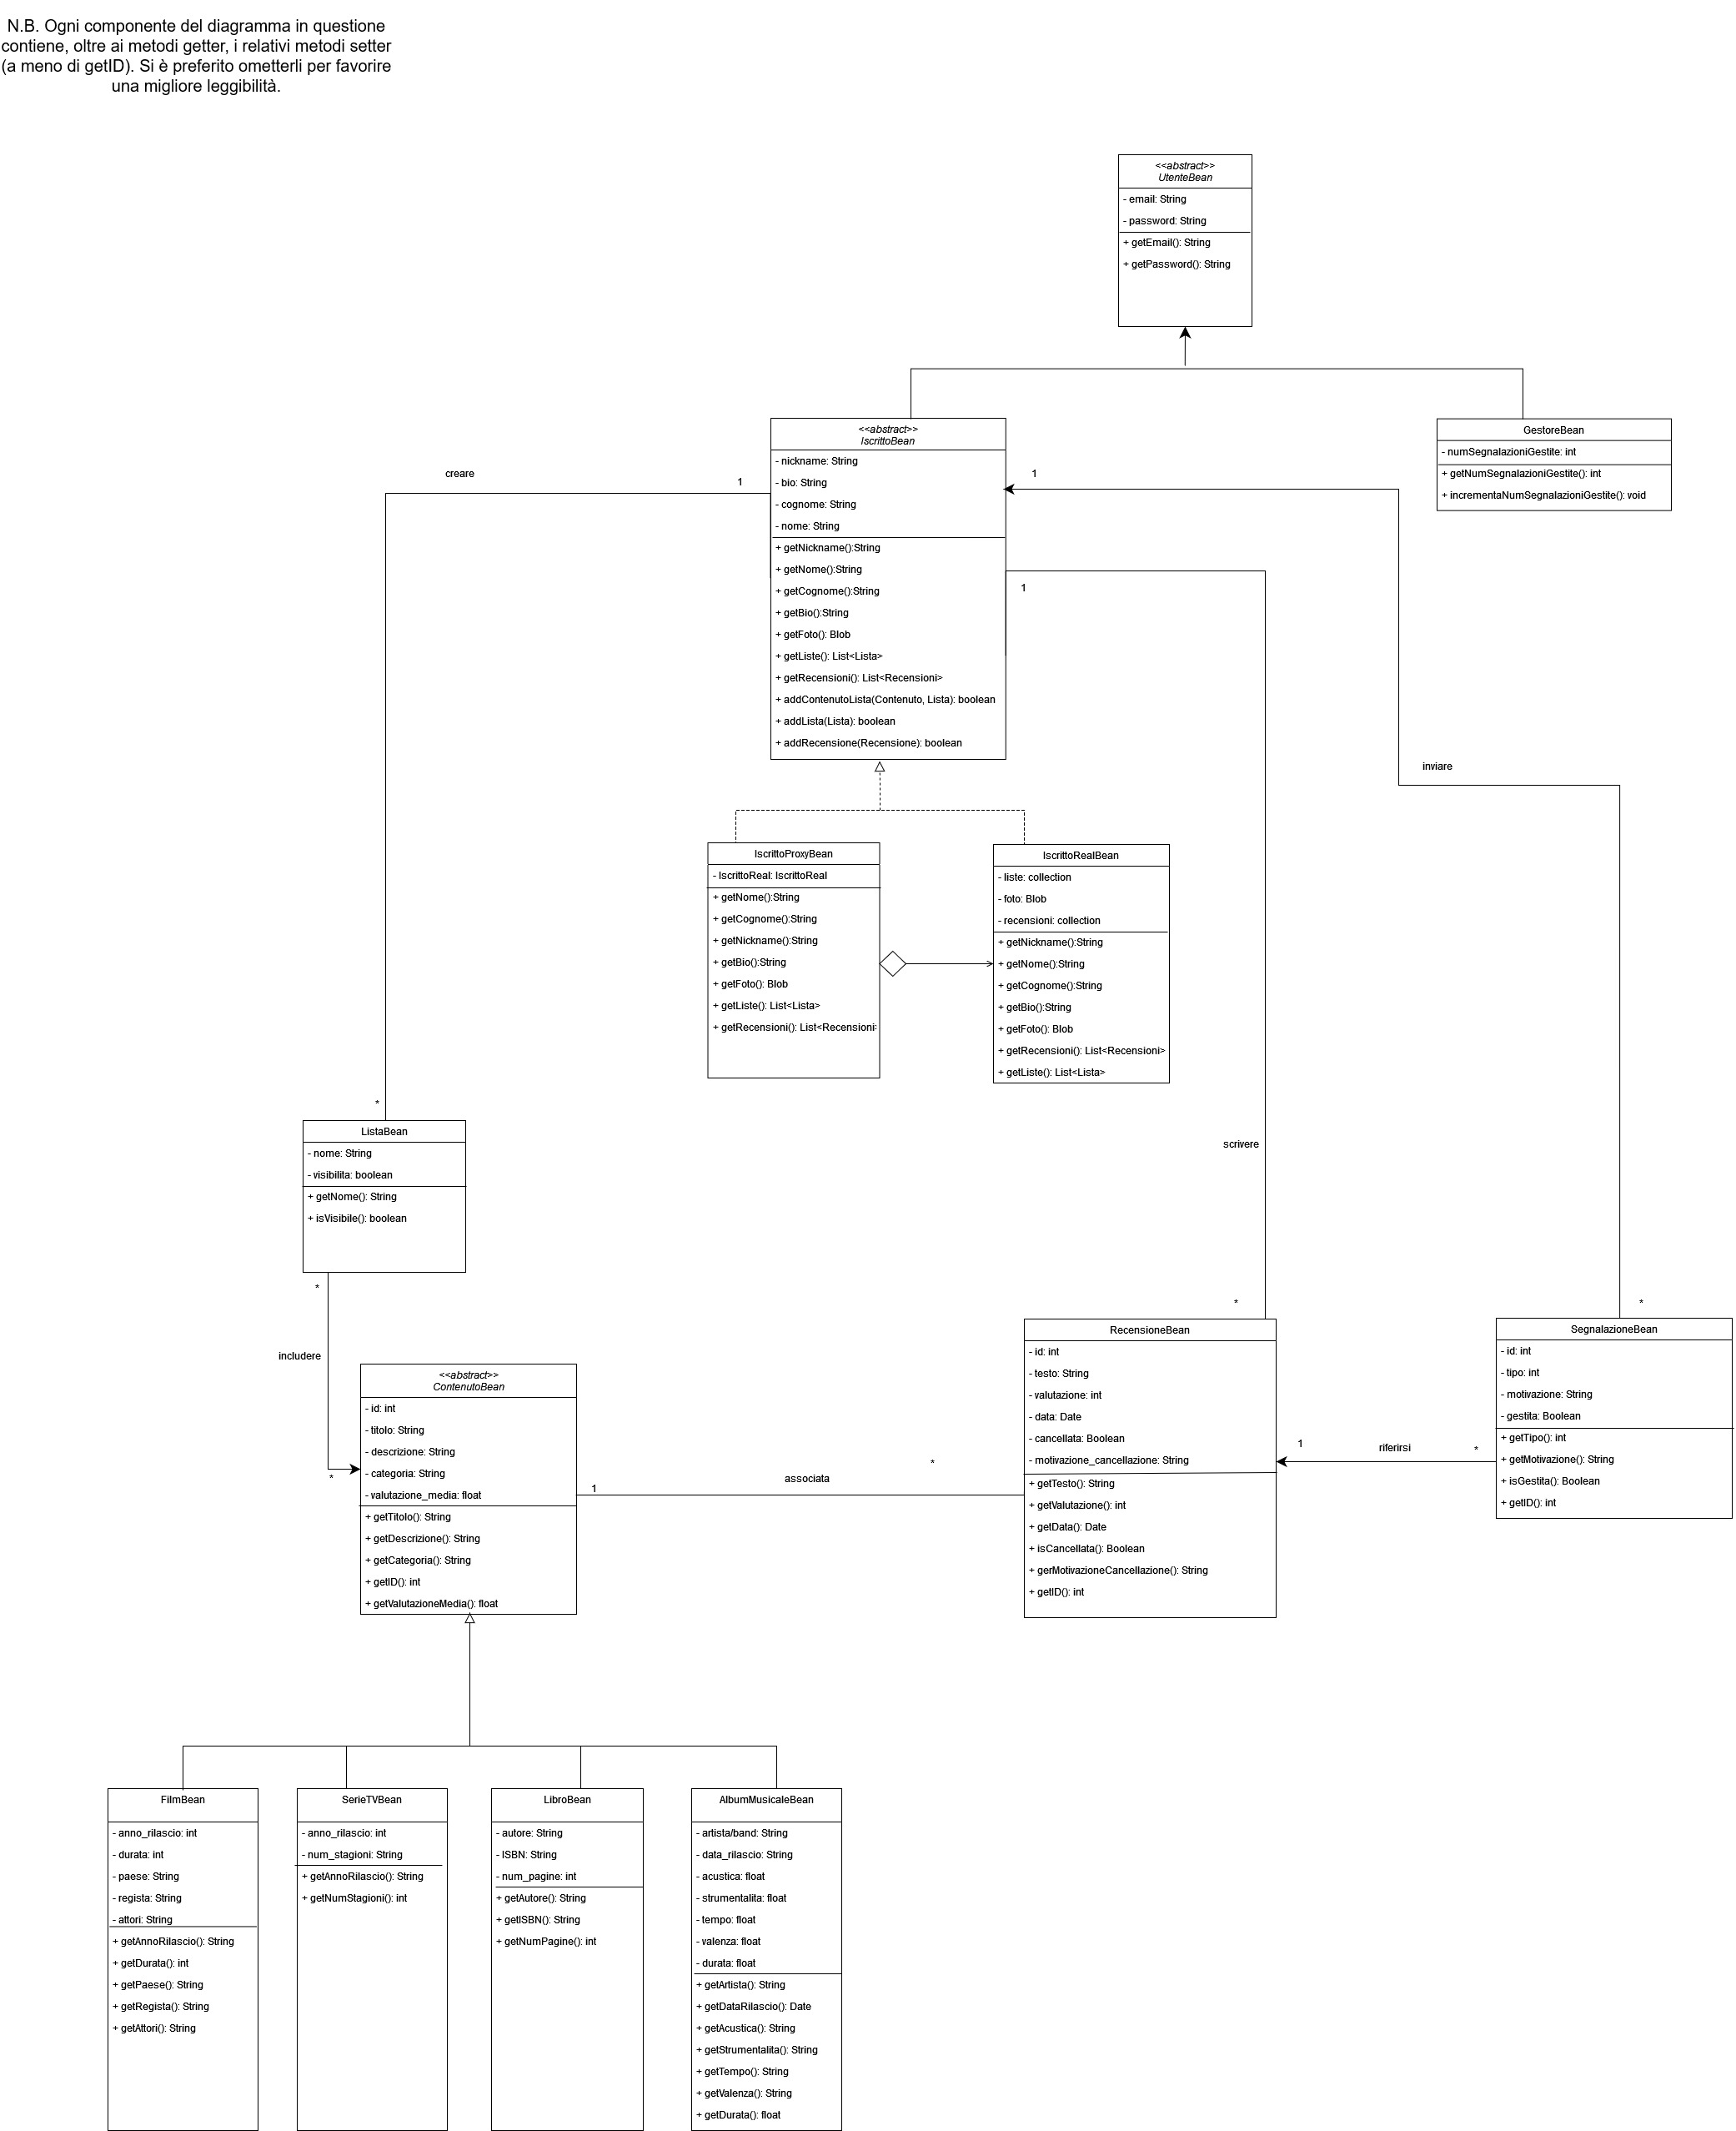 N.B. Ogni componente del diagramma in questione
contiene, oltre ai metodi getter, i relativi metodi setter
(a meno di getID). Si è preferito ometterli per favorire
una migliore leggibilità.
<<abstract>>
UtenteBean
- email: String
- password: String
+ getEmail(): String
+ getPassword(): String
<<abstract>>
IscrittoBean
- nickname: String
- bio: String
- cognome: String
- nome: String
+ getNickname():String
+ getNome():String
+ getCognome():String
+ getBio():String
+ getFoto(): Blob
+ getListe(): List<Lista>
+ getRecensioni(): List<Recensioni>
+ addContenutoLista(Contenuto, Lista): boolean
+ addLista(Lista): boolean
+ addRecensione(Recensione): boolean
GestoreBean
- numSegnalazioniGestite: int
+ getNumSegnalazioniGestite(): int
+ incrementaNumSegnalazioniGestite(): void
creare
1
1
1
inviare
IscrittoProxyBean
- IscrittoReal: IscrittoReal
+ getNome():String
+ getCognome():String
+ getNickname():String
+ getBio():String
+ getFoto(): Blob
+ getListe(): List<Lista>
+ getRecensioni(): List<Recensioni
IscrittoRealBean
- liste: collection
- foto: Blob
- recensioni: collection
+ getNickname():String
+ getNome():String
+ getCognome():String
+ getBio():String
+ getFoto(): Blob
+ getRecensioni(): List<Recensioni>
+ getListe(): List<Lista>
*
ListaBean
- nome: String
- visibilita: boolean
+ getNome(): String
+ isVisibile(): boolean
scrivere
*
*
*
includere
*
<<abstract>>
ContenutoBean
- id: int
- titolo: String
- descrizione: String
- categoria: String
- valutazione_media: float
+ getTitolo(): String
+ getDescrizione(): String
+ getCategoria(): String
+ getID(): int
+ getValutazioneMedia(): float
1
associata
*
RecensioneBean
- id: int
- testo: String
- valutazione: int
- data: Date
- cancellata: Boolean
- motivazione_cancellazione: String
+ getTesto(): String
+ getValutazione(): int
+ getData(): Date
+ isCancellata(): Boolean
+ gerMotivazioneCancellazione(): String
+ getID(): int
1
riferirsi
*
SegnalazioneBean
- id: int
- tipo: int
- motivazione: String
- gestita: Boolean
+ getTipo(): int
+ getMotivazione(): String
+ isGestita(): Boolean
+ getID(): int
FilmBean
- anno_rilascio: int
- durata: int
- paese: String
- regista: String
- attori: String
+ getAnnoRilascio(): String
+ getDurata(): int
+ getPaese(): String
+ getRegista(): String
+ getAttori(): String
SerieTVBean
- anno_rilascio: int
- num_stagioni: String
+ getAnnoRilascio(): String
+ getNumStagioni(): int
LibroBean
- autore: String
- ISBN: String
- num_pagine: int
+ getAutore(): String
+ getISBN(): String
+ getNumPagine(): int
AlbumMusicaleBean
- artista/band: String
- data_rilascio: String
- acustica: float
- strumentalita: float
- tempo: float
- valenza: float
- durata: float
+ getArtista(): String
+ getDataRilascio(): Date
+ getAcustica(): String
+ getStrumentalita(): String
+ getTempo(): String
+ getValenza(): String
+ getDurata(): float